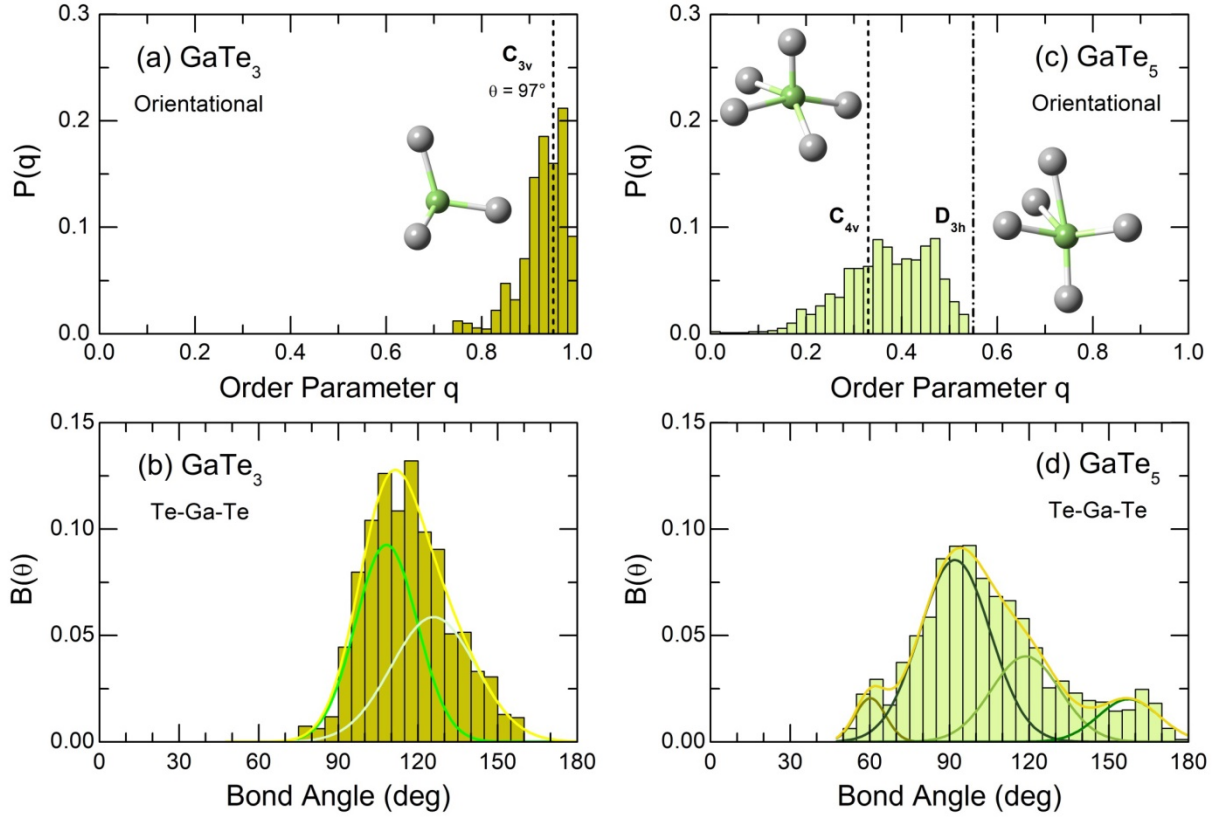 0.3
0.2
0.1
0.0
P(q)
(a) GaTe3
Orientational
C3v
θ = 97°
0.0 0.2 0.4 0.6 0.8 1.0
Order Parameter q
0.3
0.2
0.1
0.0
P(q)
(c) GaTe5
Orientational
C4v
D3h
0.0 0.2 0.4 0.6 0.8 1.0
Order Parameter q
0.15
0.10
0.05
0.00
B(θ)
(b) GaTe3
Te-Ga-Te
0 30 60 90 120 150 180
Bond Angle (deg)
0.15
0.10
0.05
0.00
B(θ)
(d) GaTe5
Te-Ga-Te
0 30 60 90 120 150 180
Bond Angle (deg)